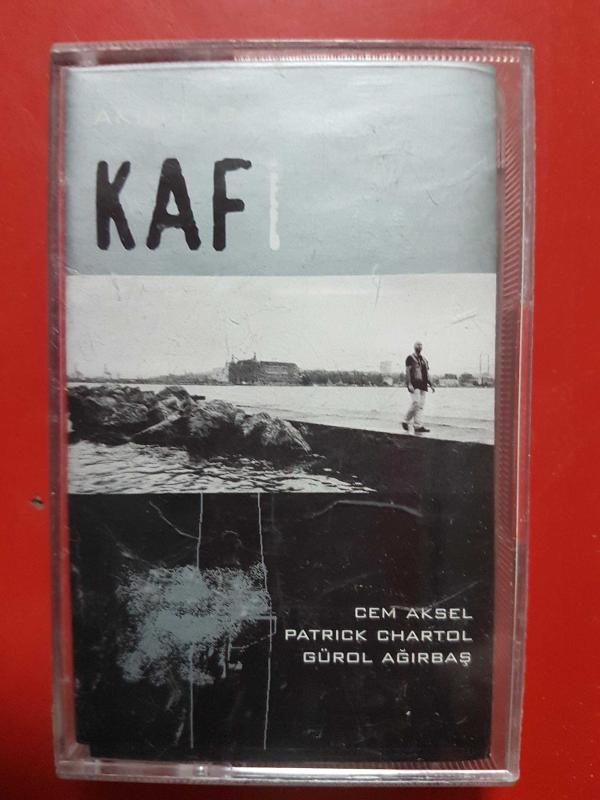 KAF
CEM AKSEL
PATRICK CHARTOL
GÜROL AĞIRBAŞ